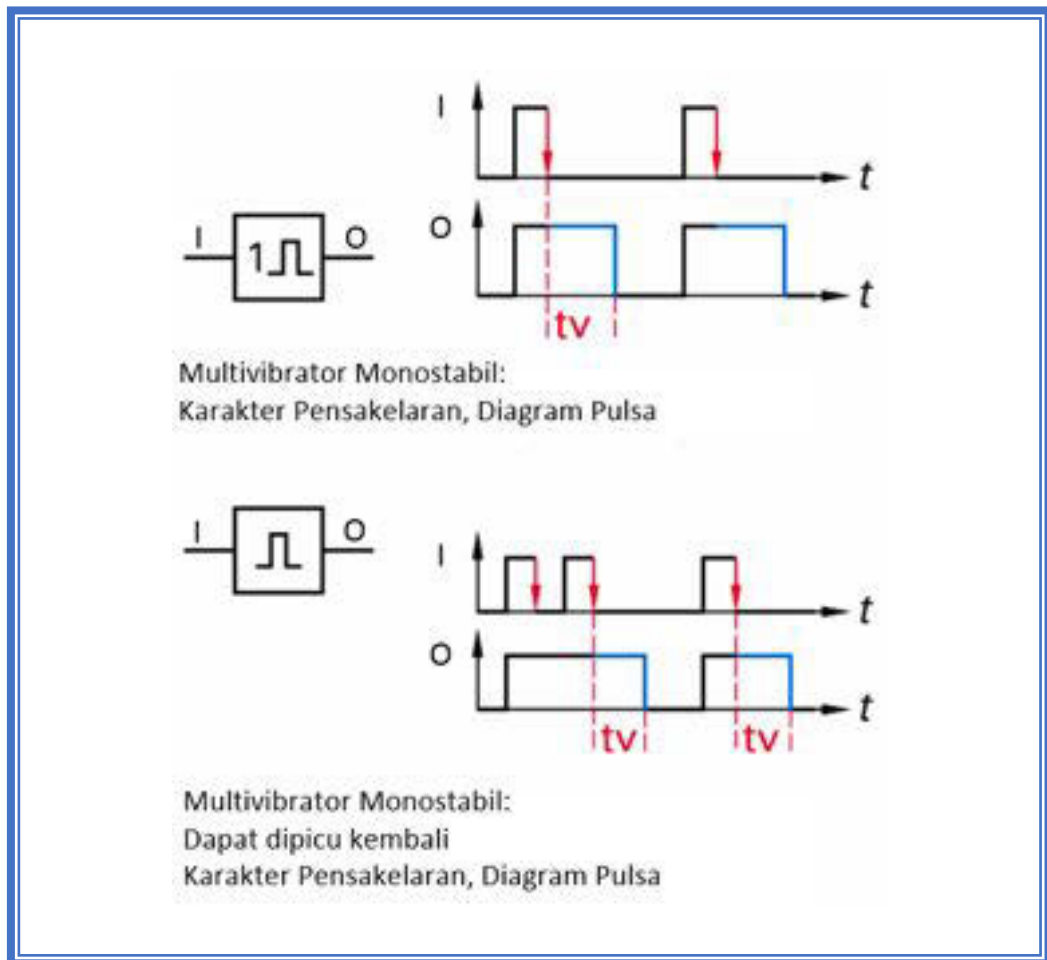 I
t
I
1
O
O
t
tv
Multivibrator Monostabil:
Karakter Pensakelaran, Diagram Pulsa
I
O
I
t
O
t
tv
tv
Multivibrator Monostabil:
Dapat dipicu kembali
Karakter Pensakelaran, Diagram Pulsa